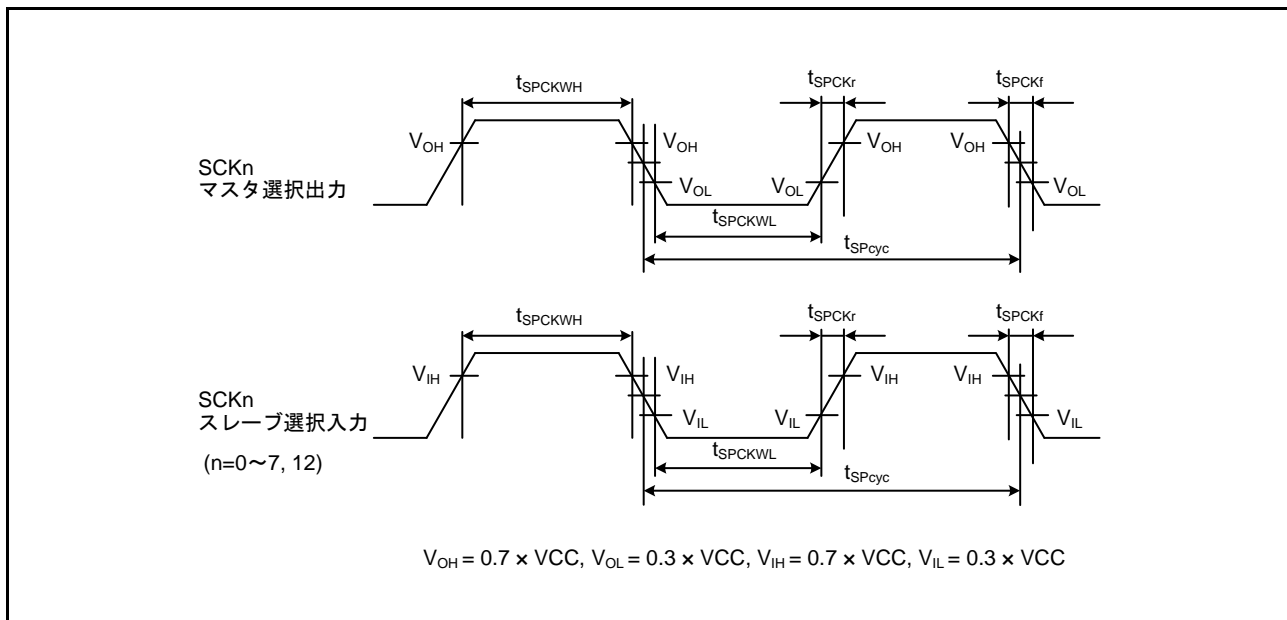 tSPCKWH
tSPCKr
tSPCKf
VOH
VOH
VOH
VOH
SCKn
マスタ選択出力
VOL
VOL
VOL
tSPCKWL
tSPcyc
tSPCKWH
tSPCKr
tSPCKf
VIH
VIH
VIH
VIH
SCKn
スレーブ選択入力
VIL
VIL
VIL
(n=0～7, 12)
tSPCKWL
tSPcyc
VOH = 0.7 × VCC, VOL = 0.3 × VCC, VIH = 0.7 × VCC, VIL = 0.3 × VCC